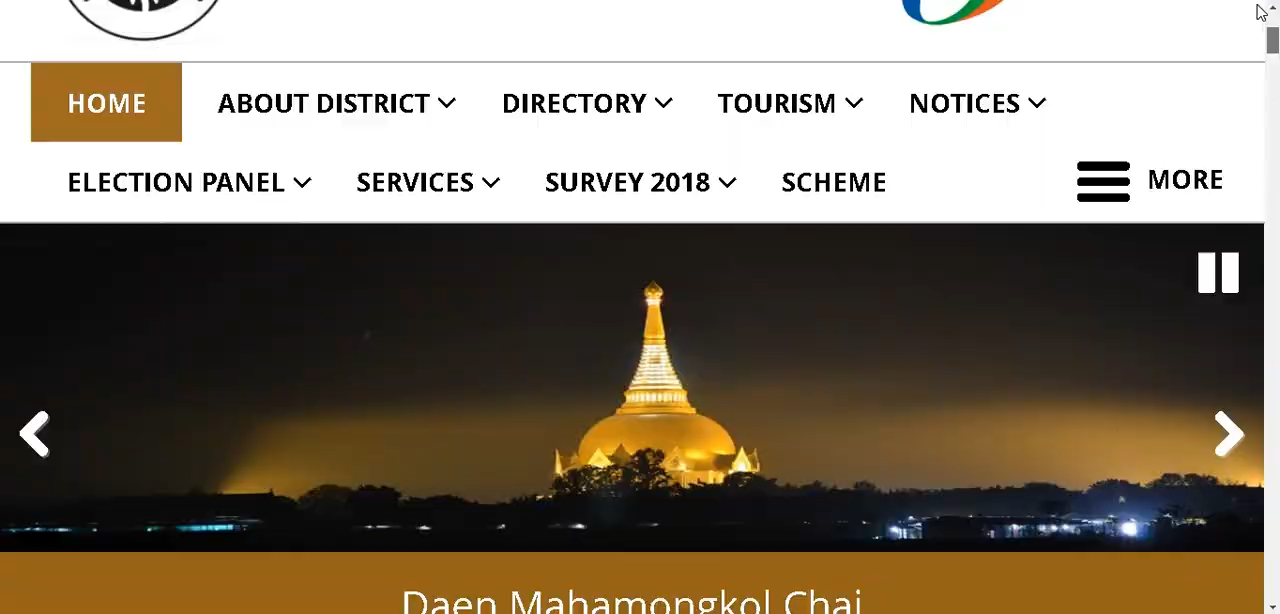 HOME ABOUT DISTRICT DIRECTORY TOURISM NOTICES
ELECTION PANEL SERVICES SURVEY 2018 SCHEME MORE
Daen Mahamongkol Chai